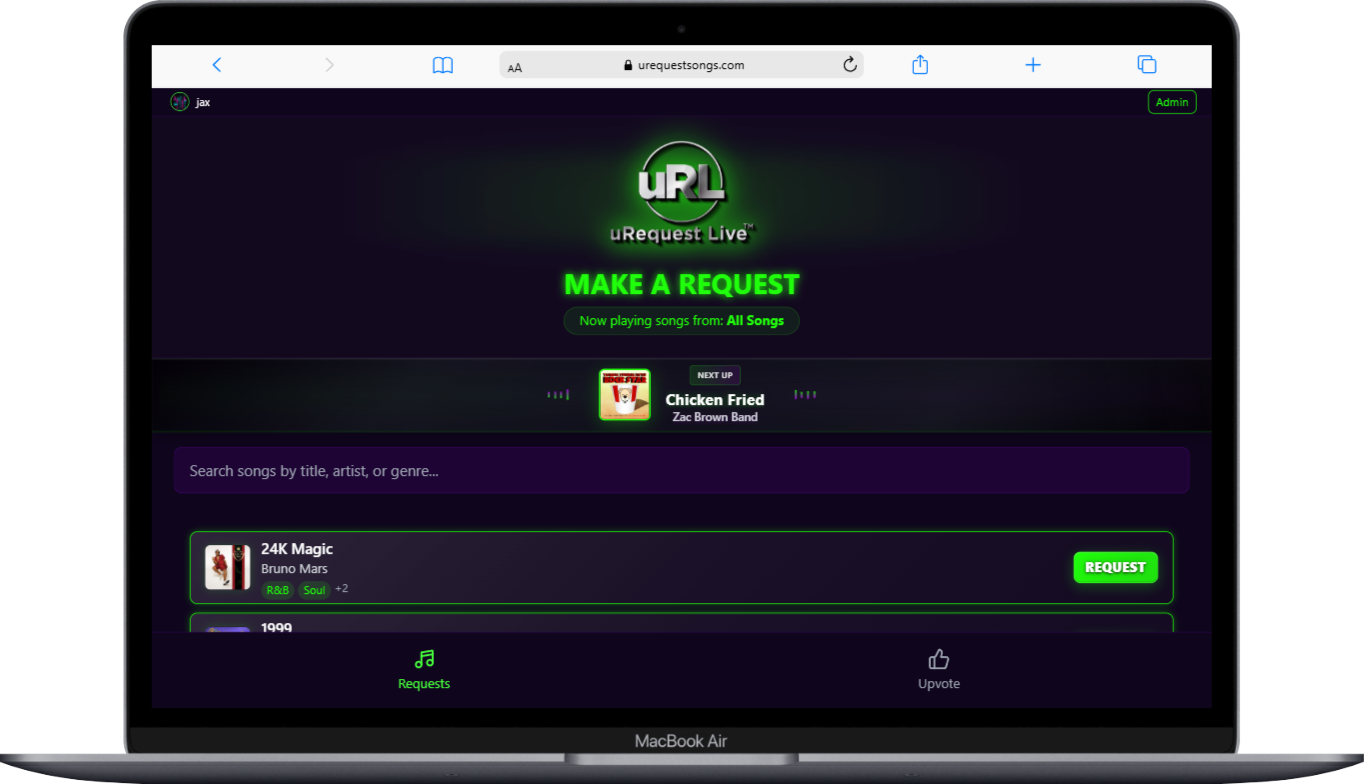 AA urequestsongs.com
jax
Admin
uRL
uRequest Live™
MAKE A REQUEST
Now playing songs from: All Songs
NEXT UP
Chicken Fried
Zac Brown Band
Search songs by title, artist, or genre...
24K Magic
Bruno Mars
R&B Soul +2
REQUEST
1999
Requests
Upvote
MacBook Air